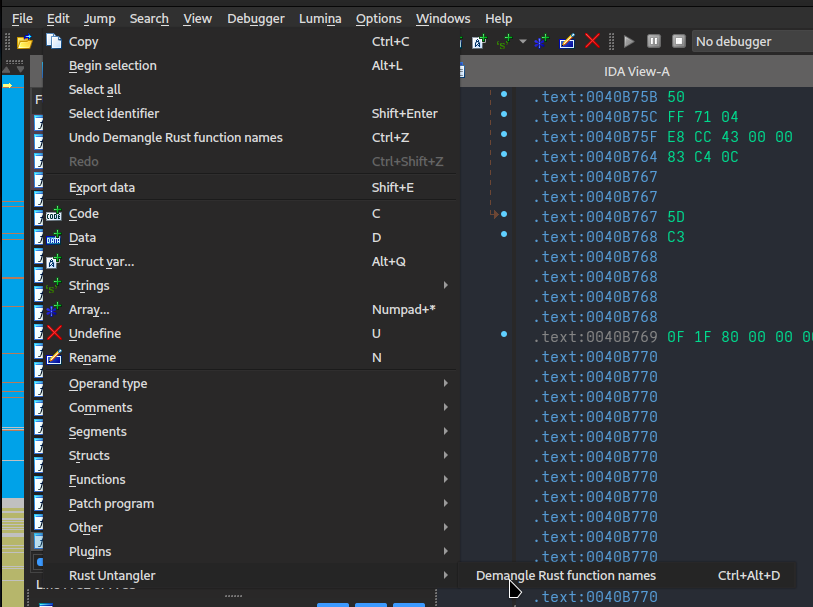 File Edit Jump Search View Debugger Lumina Options Windows Help
No debugger
Copy Ctrl+C
Begin selection Alt+L
Select all
Select identifier Shift+Enter
Undo Demangle Rust function names Ctrl+Z
Redo Ctrl+Shift+Z
Export data Shift+E
Code C
Data D
Struct var... Alt+Q
Strings
Array... Numpad+*
Undefine U
Rename N
Operand type
Comments
Segments
Structs
Functions
Patch program
Other
Plugins
Rust Untangler
Demangle Rust function names Ctrl+Alt+D
IDA View-A
.text:0040B75B 50
.text:0040B75C FF 71 04
.text:0040B75F E8 CC 43 00 00
.text:0040B764 83 C4 0C
.text:0040B767
.text:0040B767
.text:0040B767 5D
.text:0040B768 C3
.text:0040B768
.text:0040B768
.text:0040B768
.text:0040B768
.text:0040B769 0F 1F 80 00 00 00
.text:0040B770
.text:0040B770
.text:0040B770
.text:0040B770
.text:0040B770
.text:0040B770
.text:0040B770
.text:0040B770
.text:0040B770
.text:0040B770
.text:0040B770
.text:0040B770